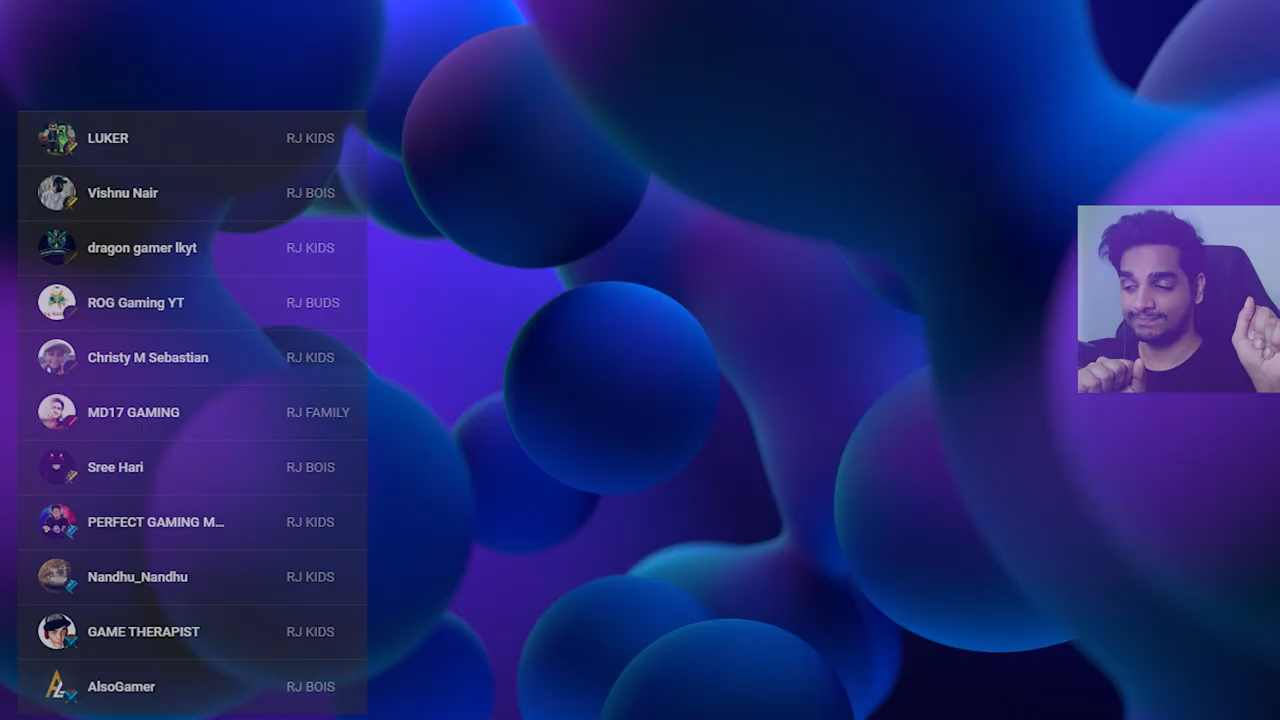 LUKER RJ KIDS
Vishnu Nair RJ BOIS
dragon gamer lkyt RJ KIDS
ROG Gaming YT RJ BUDS
Christy M Sebastian RJ KIDS
MD17 GAMING RJ FAMILY
Sree Hari RJ BOIS
PERFECT GAMING M... RJ KIDS
Nandhu_Nandhu RJ KIDS
GAME THERAPIST RJ KIDS
AlsoGamer RJ BOIS